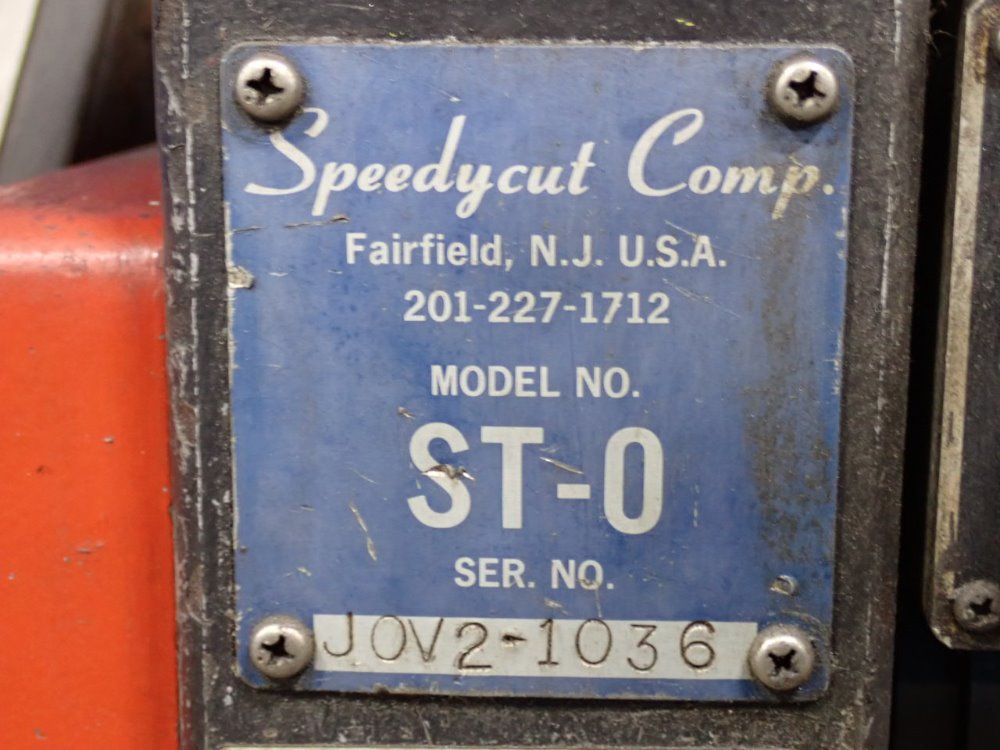 Speedycut Comp.
Fairfield, N.J. U.S.A.
201-227-1712
MODEL NO.
ST-0
SER. NO.
JOV2-1036